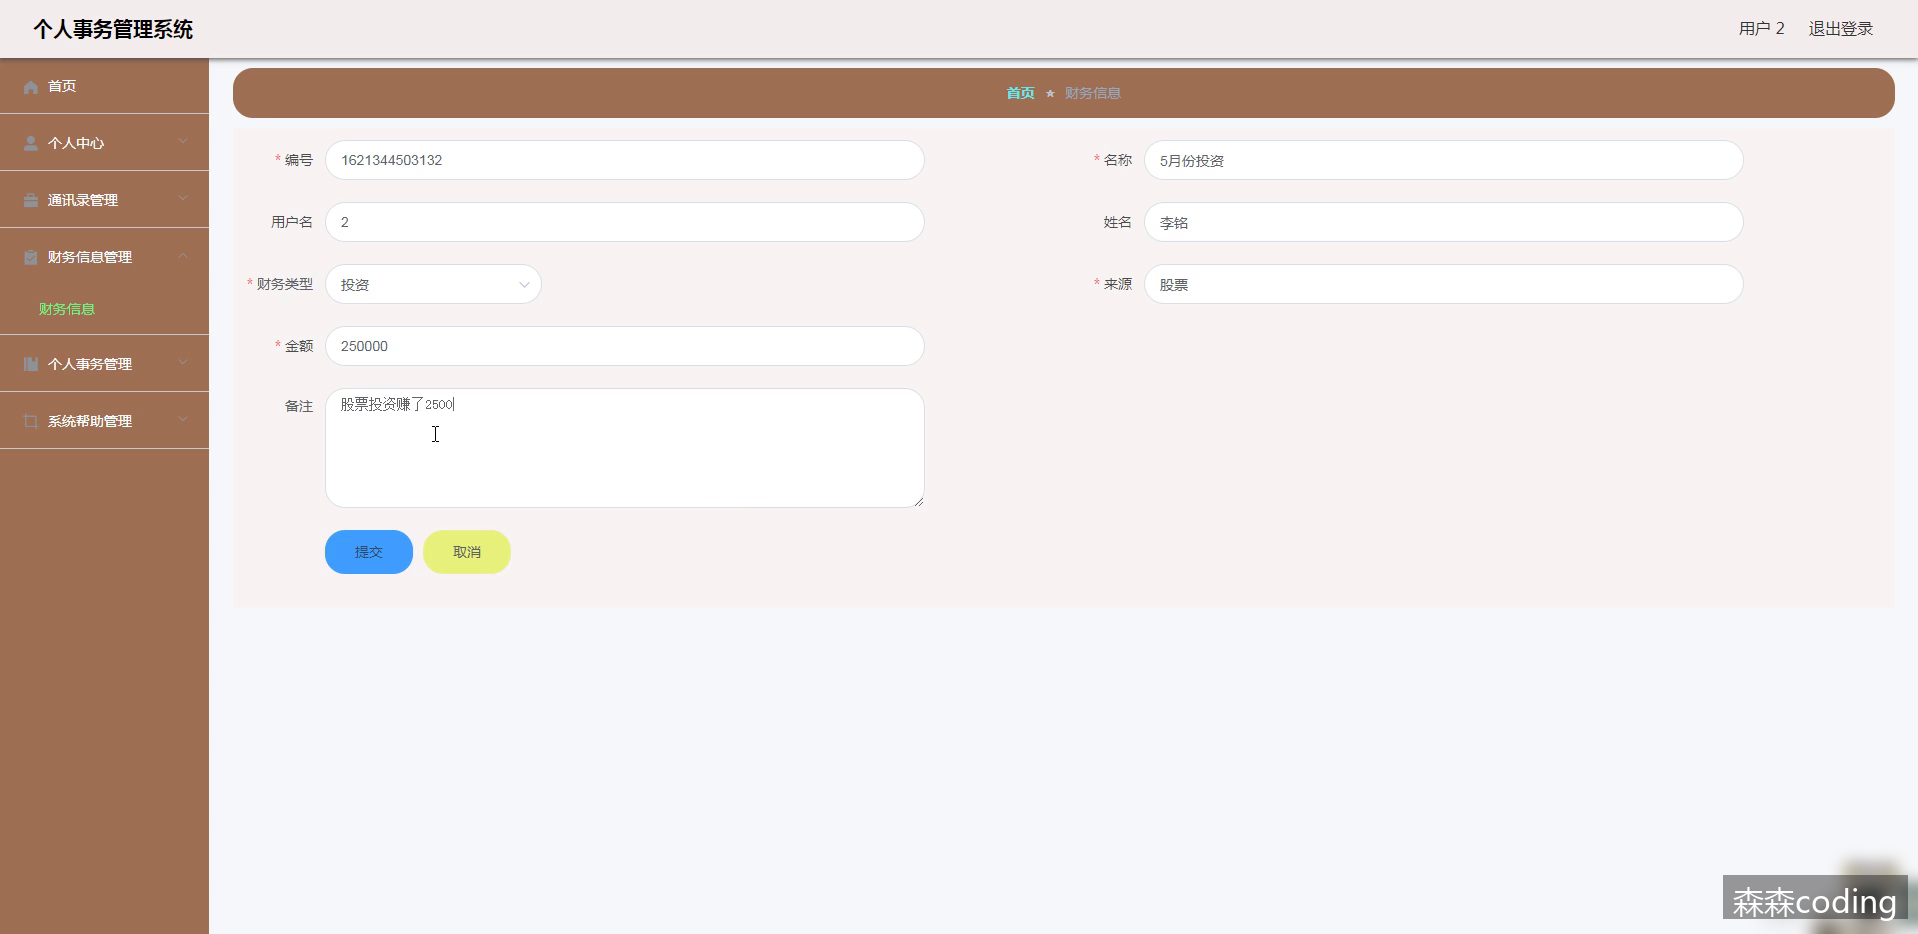 个人事务管理系统
用户 2 退出登录
首页
个人中心
通讯录管理
财务信息管理
财务信息
个人事务管理
系统帮助管理
首页 ★ 财务信息
* 编号 1621344503132
* 名称 5月份投资
用户名 2
姓名 李铭
* 财务类型 投资
* 来源 股票
* 金额 250000
备注 股票投资赚了2500
提交 取消
森森coding